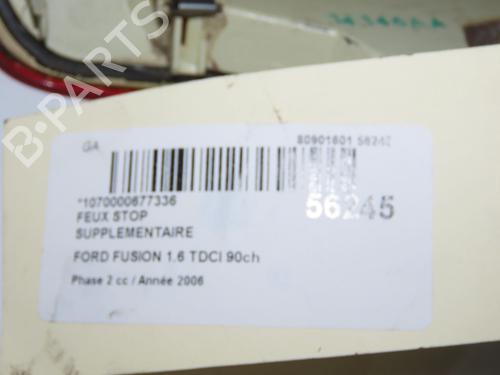 343400AA
B-PARTS
GA
80901601 56245
*1070000677336
FEUX STOP
56245
SUPPLEMENTAIRE
FORD FUSION 1.6 TDCI 90ch
Phase 2 cc / Année 2006